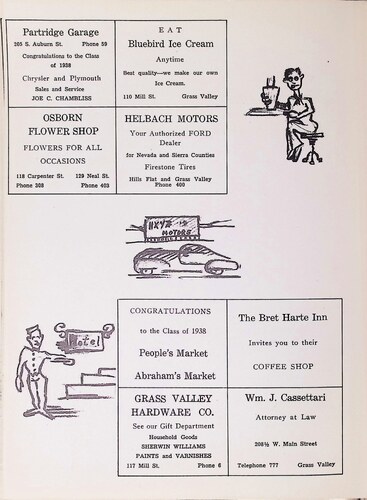 Partridge Garage
205 S. Auburn St. Phone 59
Congratulations to the Class
of 1938
Chrysler and Plymouth
Sales and Service
JOE C. CHAMBLISS
EAT
Bluebird Ice Cream
Anytime
Best quality—we make our own
Ice Cream.
110 Mill St. Grass Valley
OSBORN
FLOWER SHOP
FLOWERS FOR ALL
OCCASIONS
118 Carpenter St. 129 Neal St.
Phone 308 Phone 403
HELBACH MOTORS
Your Authorized FORD
Dealer
for Nevada and Sierra Counties
Firestone Tires
Hills Flat and Grass Valley
Phone 400
MOTORS
Hotel
CONGRATULATIONS
to the Class of 1938
People's Market
Abraham's Market
The Bret Harte Inn
Invites you to their
COFFEE SHOP
GRASS VALLEY
HARDWARE CO.
See our Gift Department
Household Goods
SHERWIN WILLIAMS
PAINTS and VARNISHES
117 Mill St. Phone 6
Wm. J. Cassettari
Attorney at Law
208½ W. Main Street
Telephone 777 Grass Valley